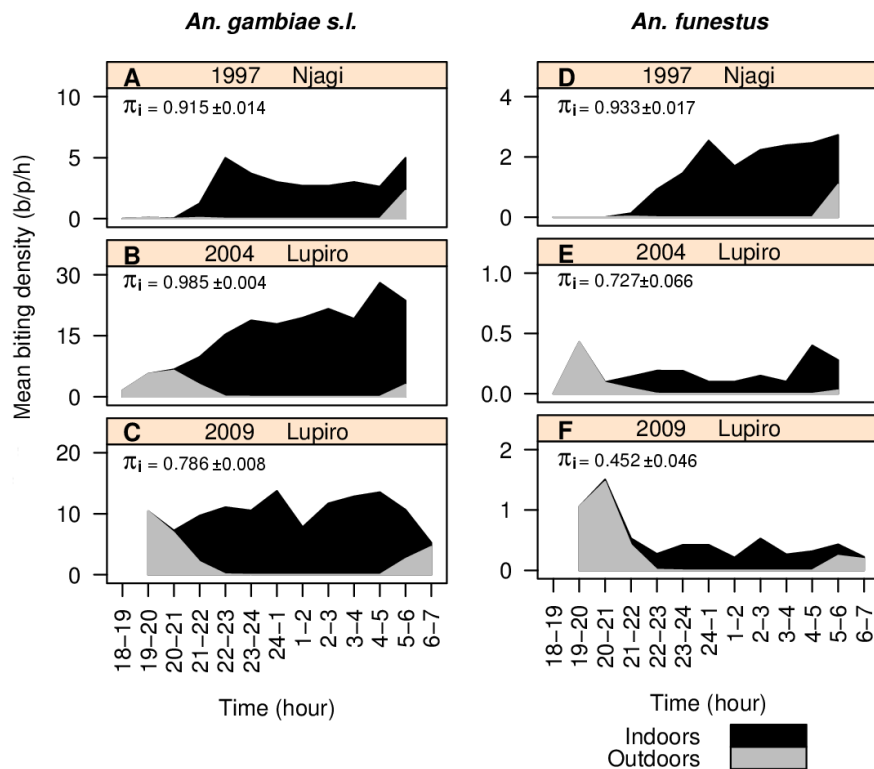 An. gambiae s.l.
An. funestus
Mean biting density (b/p/h)
A 1997 Njagi
πi = 0.915 ±0.014
10
5
0
B 2004 Lupiro
πi = 0.985 ±0.004
30
15
0
C 2009 Lupiro
πi = 0.786 ±0.008
20
10
0
18–19
19–20
20–21
21–22
22–23
23–24
24–1
1–2
2–3
3–4
4–5
5–6
6–7
Time (hour)
D 1997 Njagi
πi = 0.933 ±0.017
4
2
0
E 2004 Lupiro
πi = 0.727±0.066
1.0
0.5
0.0
F 2009 Lupiro
πi = 0.452 ±0.046
2
1
0
18–19
19–20
20–21
21–22
22–23
23–24
24–1
1–2
2–3
3–4
4–5
5–6
6–7
Time (hour)
Indoors
Outdoors